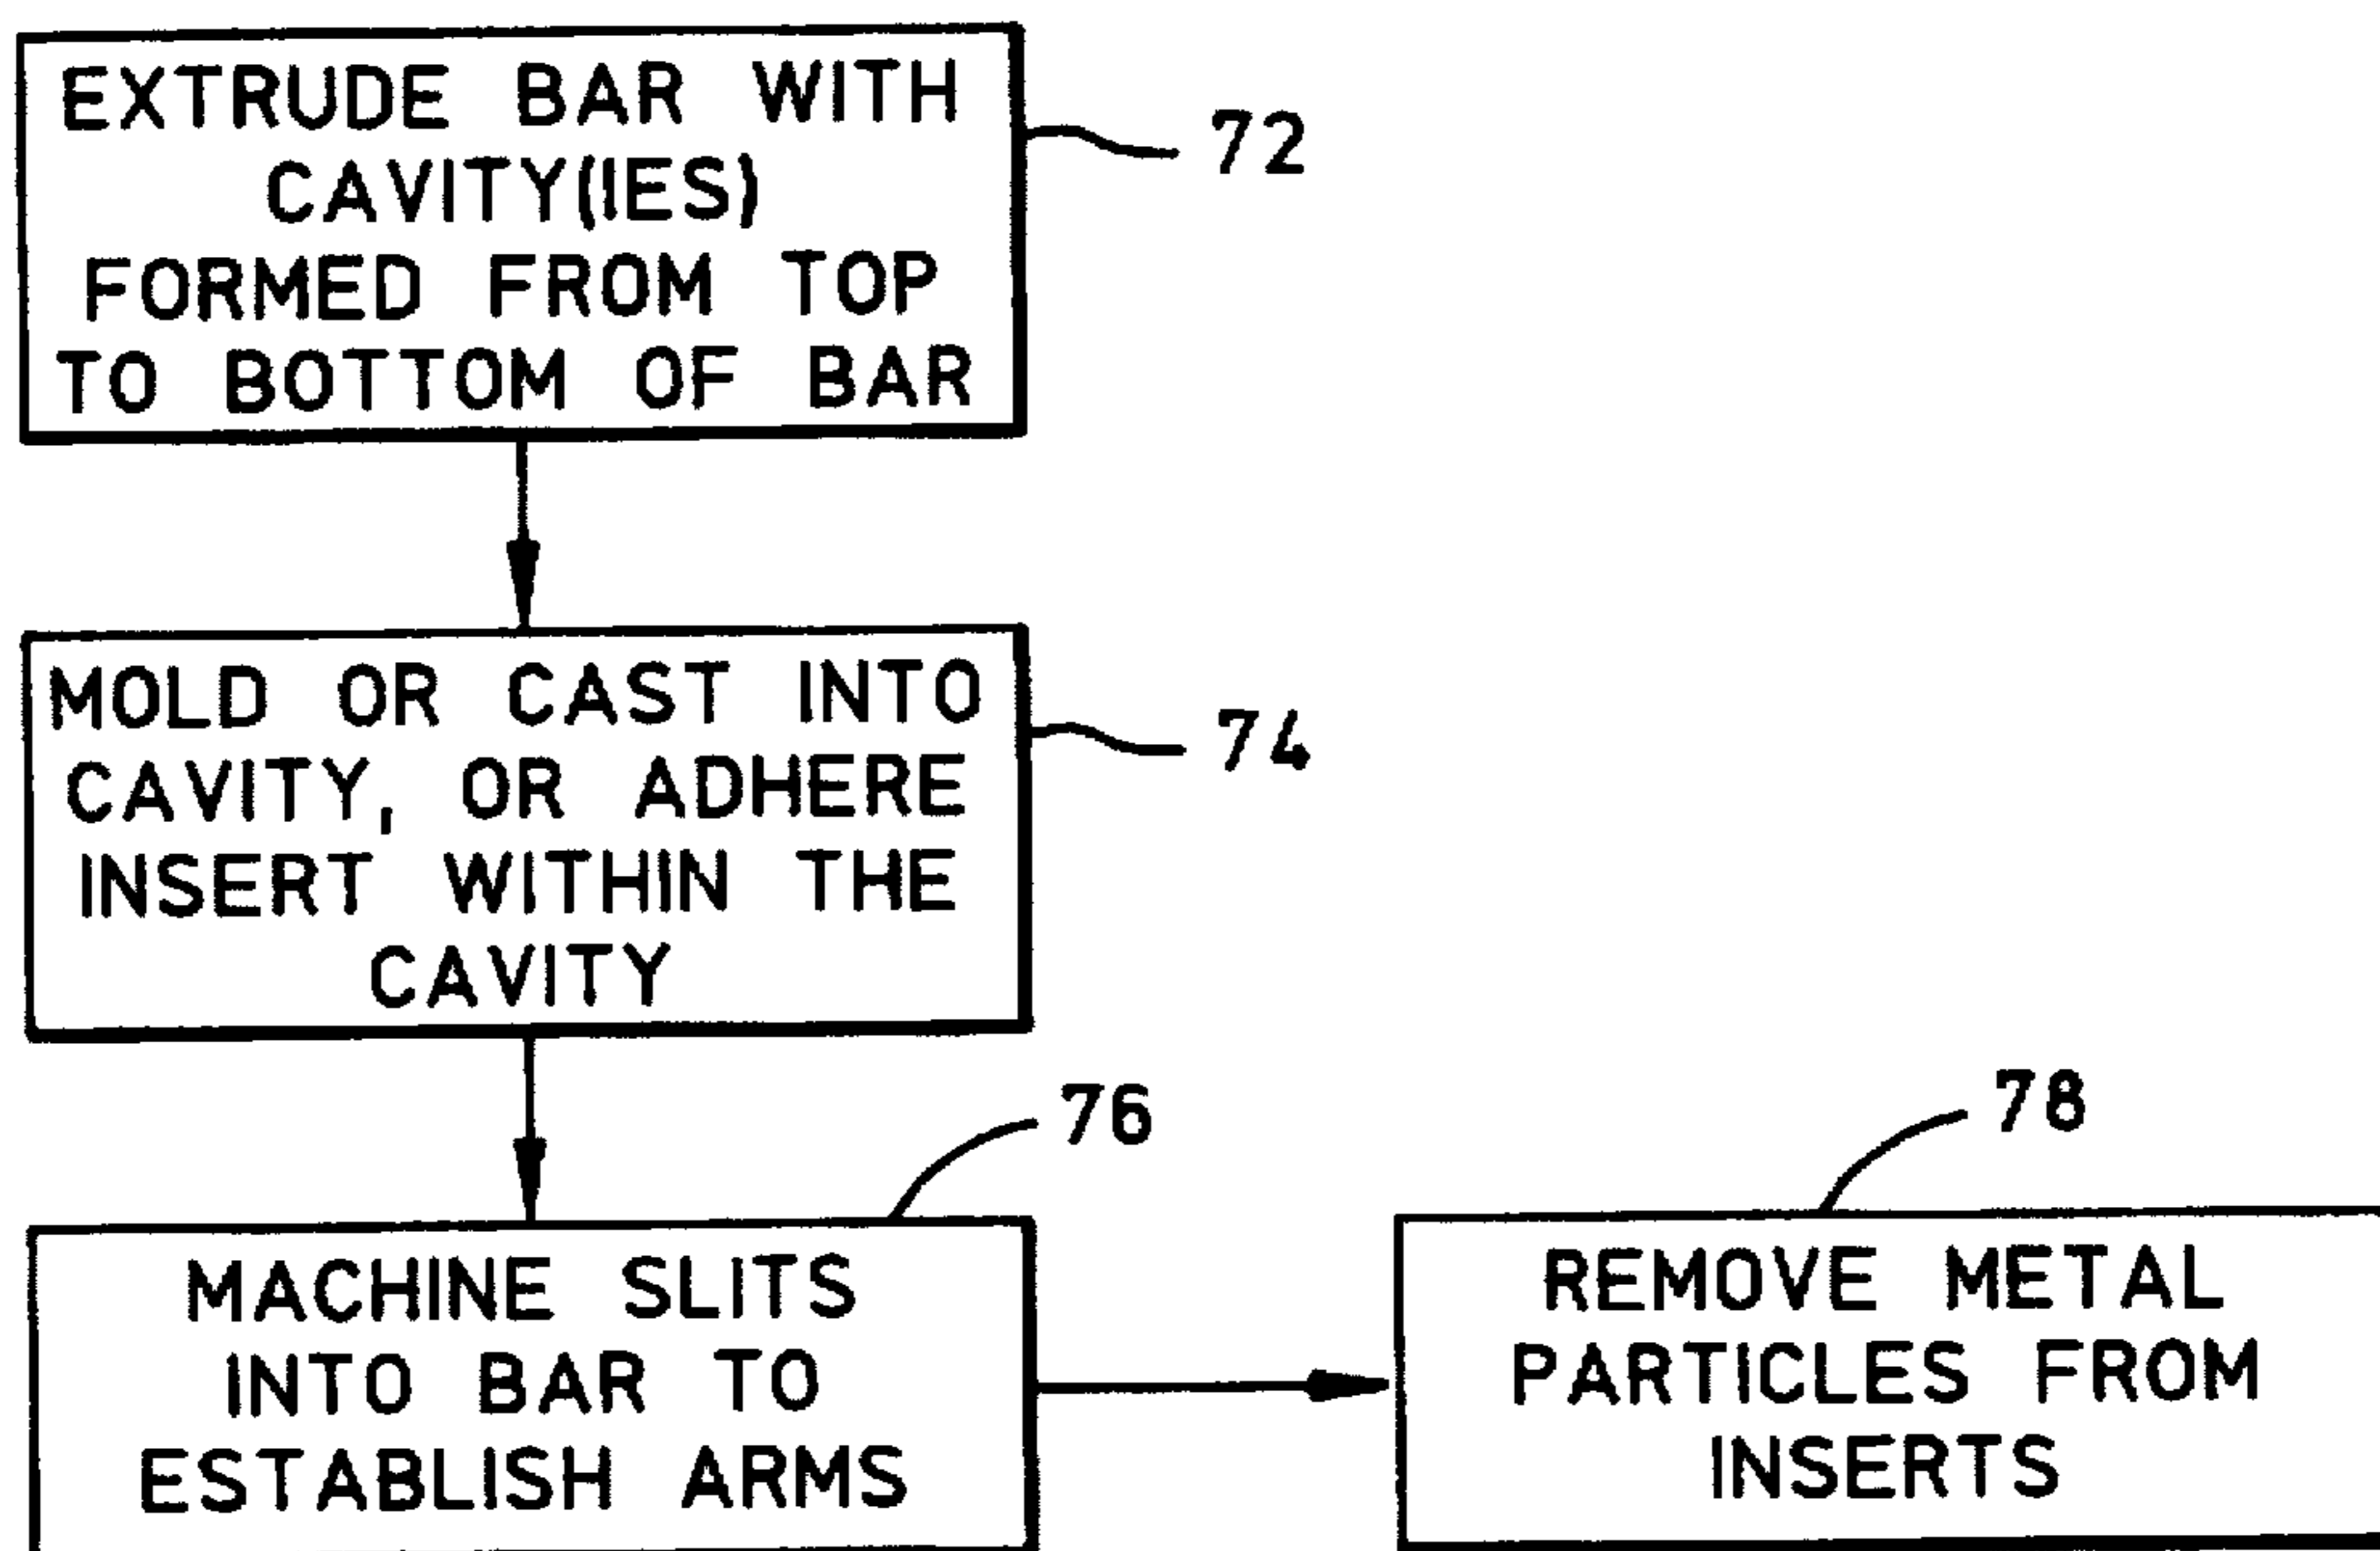 EXTRUDE BAR WITH
CAVITY(IES)
FORMED FROM TOP
TO BOTTOM OF BAR
72
MOLD OR CAST INTO
CAVITY, OR ADHERE
INSERT WITHIN THE
CAVITY
74
76
MACHINE SLITS
INTO BAR TO
ESTABLISH ARMS
78
REMOVE METAL
PARTICLES FROM
INSERTS